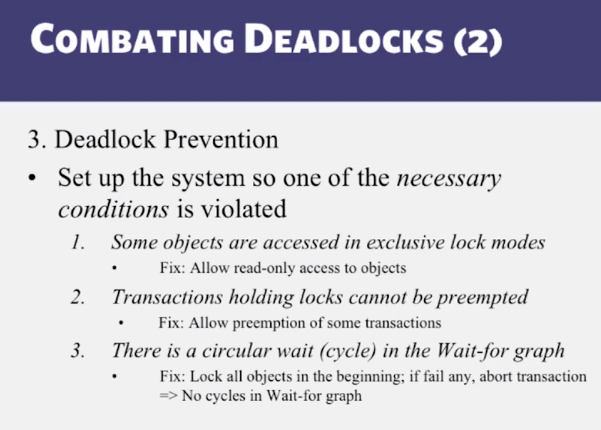 COMBATING DEADLOCKS (2)
3. Deadlock Prevention
• Set up the system so one of the necessary
conditions is violated
1. Some objects are accessed in exclusive lock modes
• Fix: Allow read-only access to objects
2. Transactions holding locks cannot be preempted
• Fix: Allow preemption of some transactions
3. There is a circular wait (cycle) in the Wait-for graph
• Fix: Lock all objects in the beginning; if fail any, abort transaction
=> No cycles in Wait-for graph